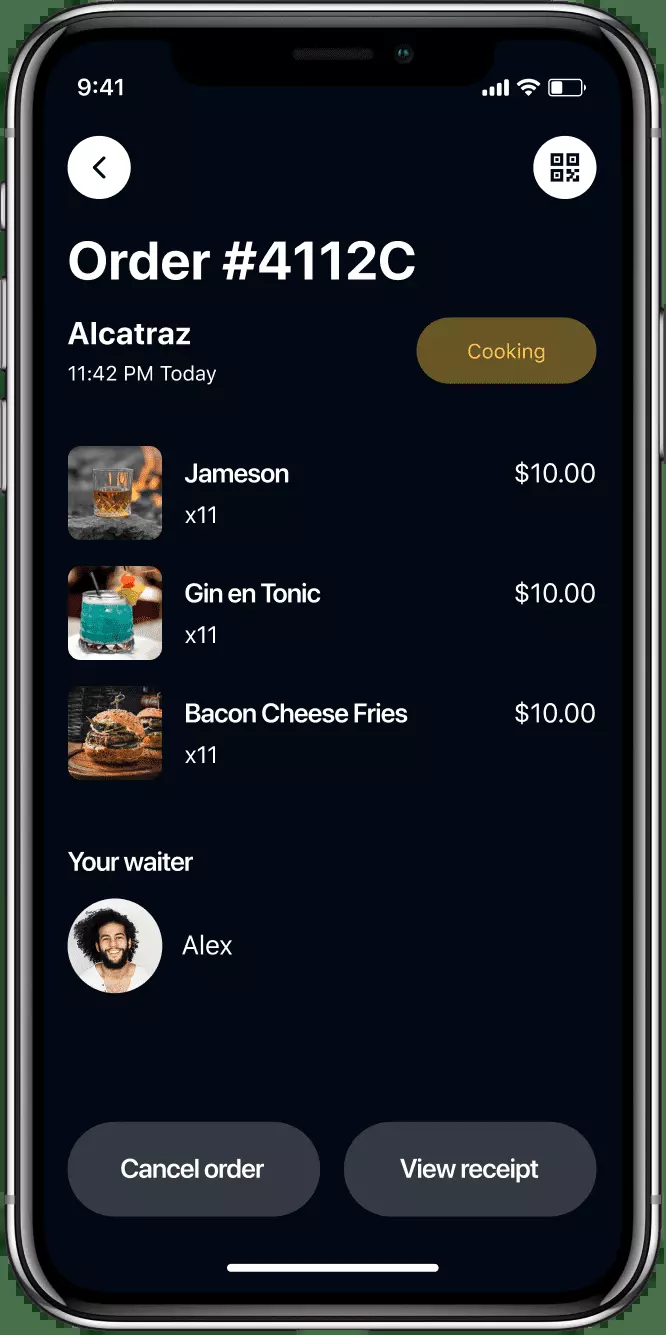 9:41
Order #4112C
Alcatraz
11:42 PM Today
Cooking
Jameson
$10.00
x11
Gin en Tonic
$10.00
x11
Bacon Cheese Fries
$10.00
x11
Your waiter
Alex
Cancel order
View receipt